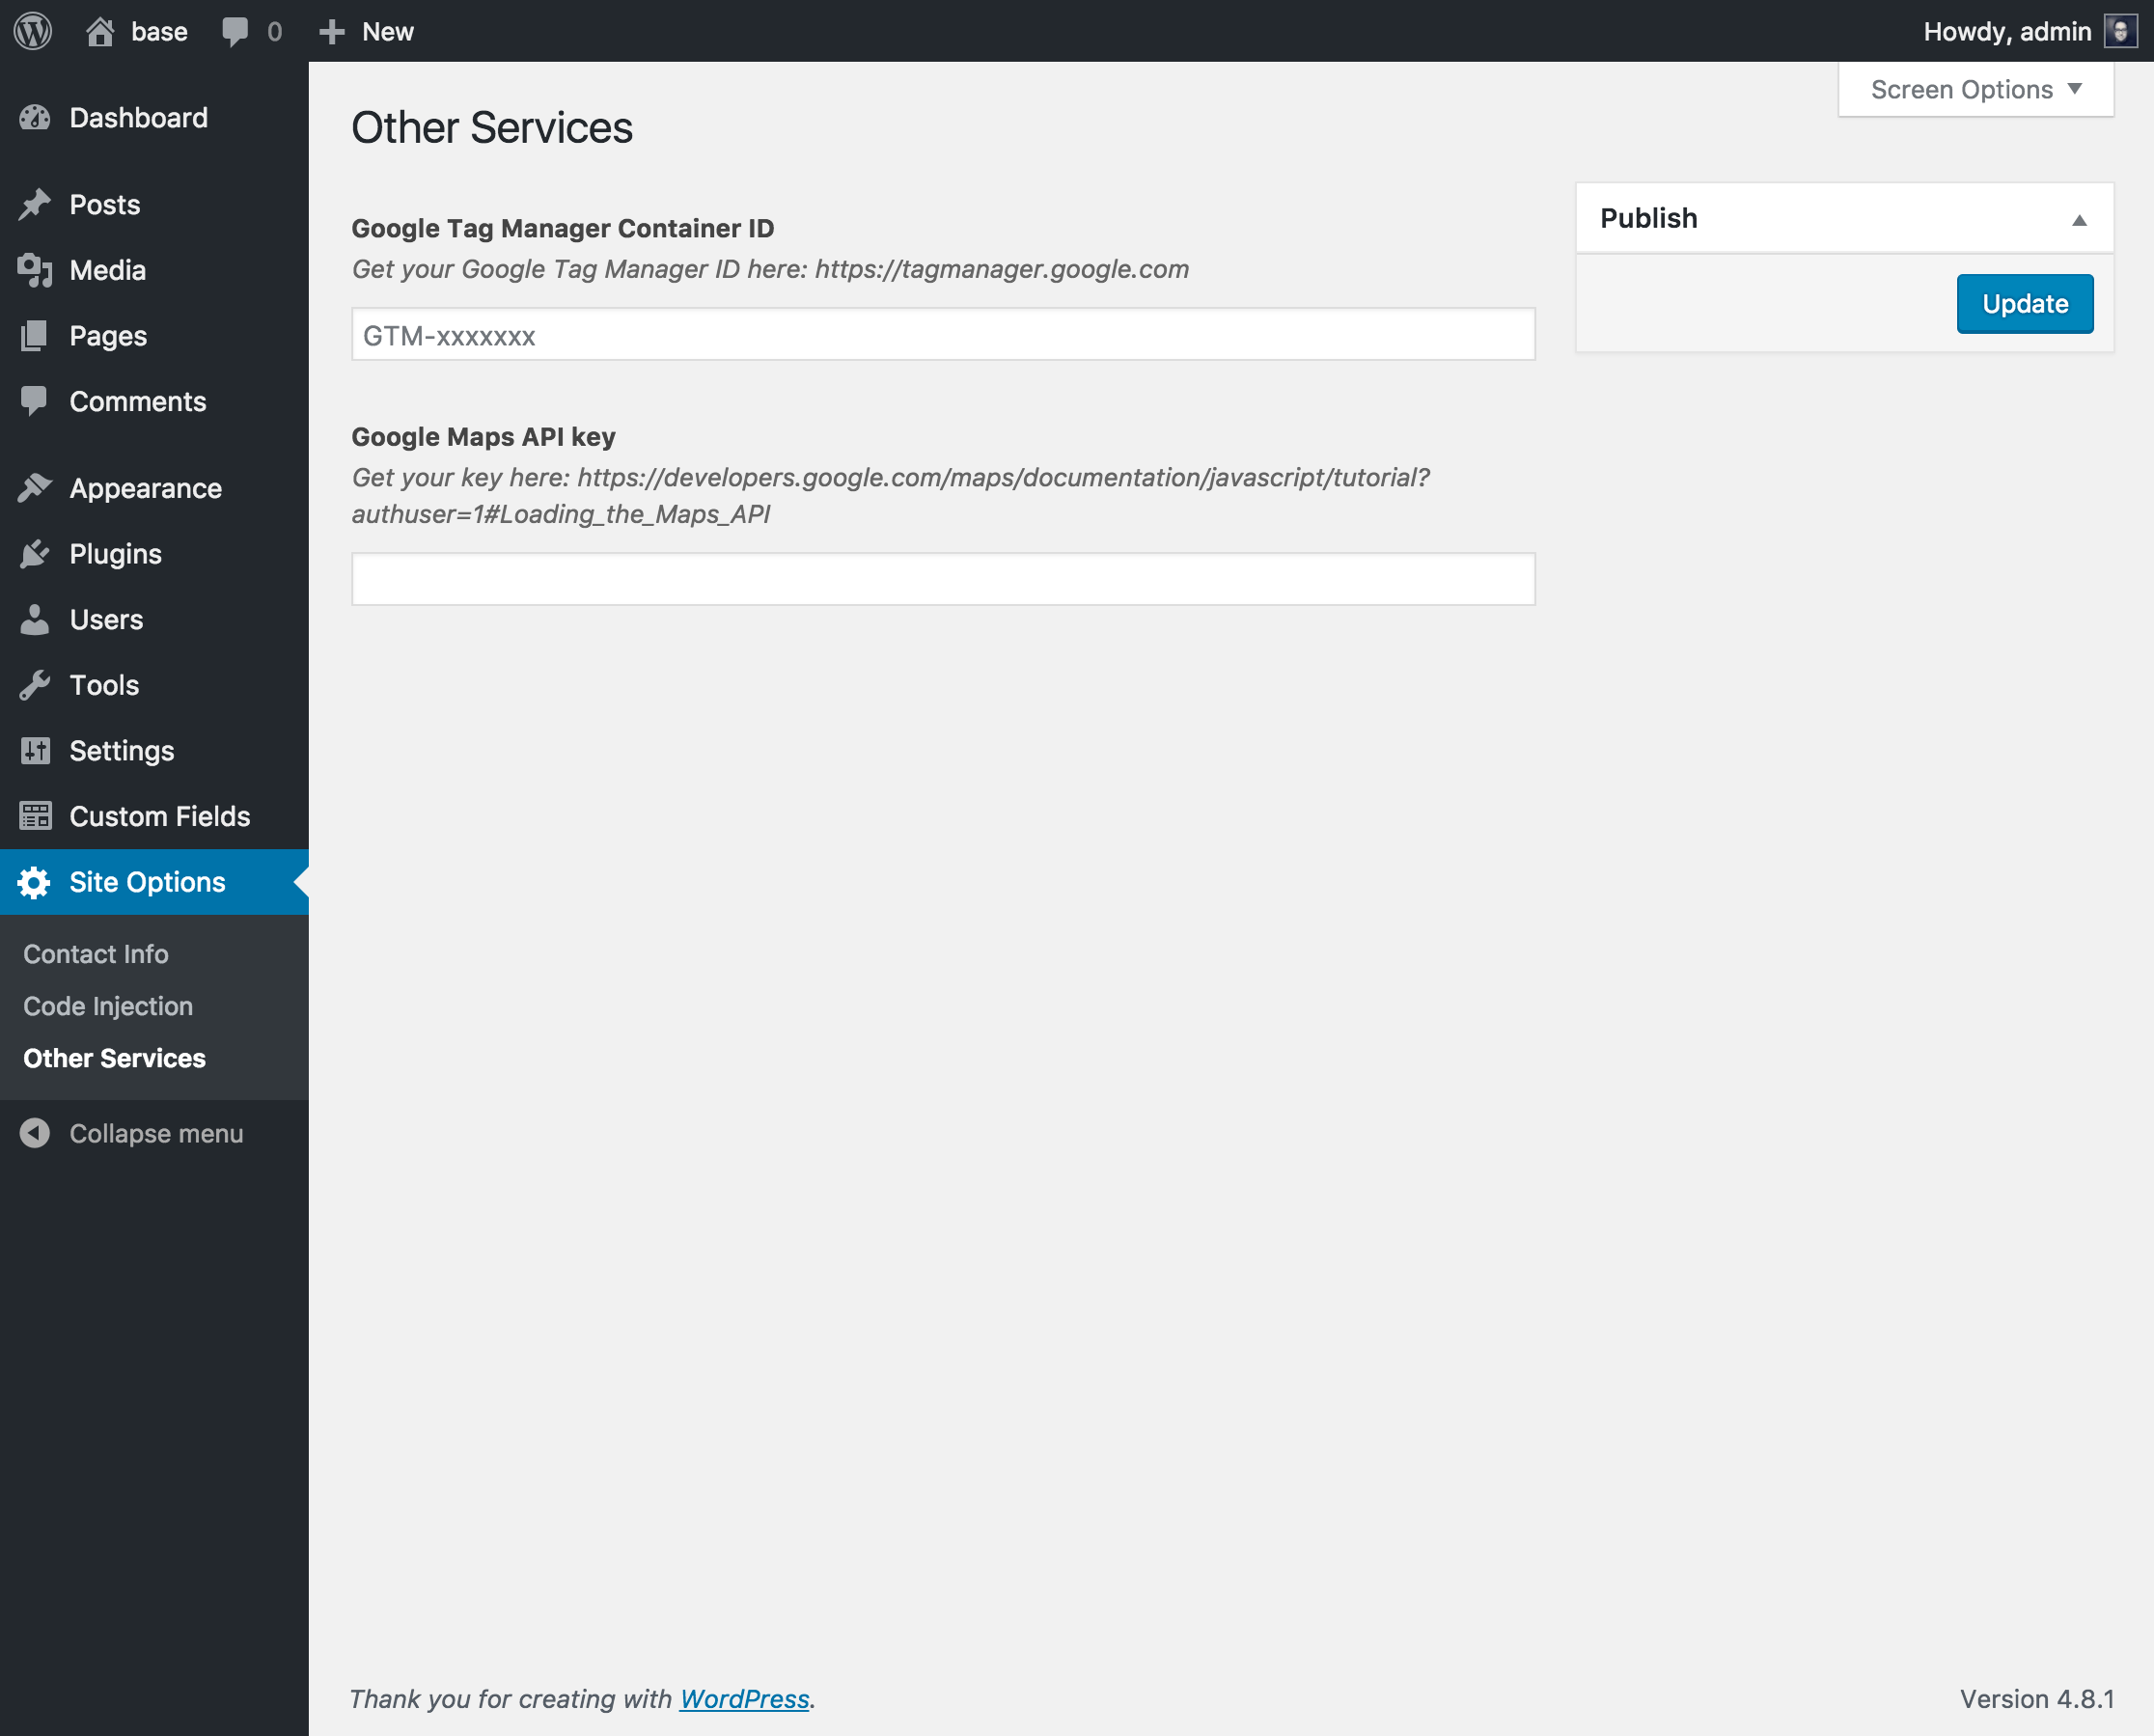 base 0 New Howdy, admin
Screen Options
Dashboard
Posts
Media
Pages
Comments
Appearance
Plugins
Users
Tools
Settings
Custom Fields
Site Options
Contact Info
Code Injection
Other Services
Collapse menu
Other Services
Google Tag Manager Container ID
Get your Google Tag Manager ID here: https://tagmanager.google.com
GTM-xxxxxxx
Google Maps API key
Get your key here: https://developers.google.com/maps/documentation/javascript/tutorial?
authuser=1#Loading_the_Maps_API
Publish
Update
Thank you for creating with WordPress.
Version 4.8.1